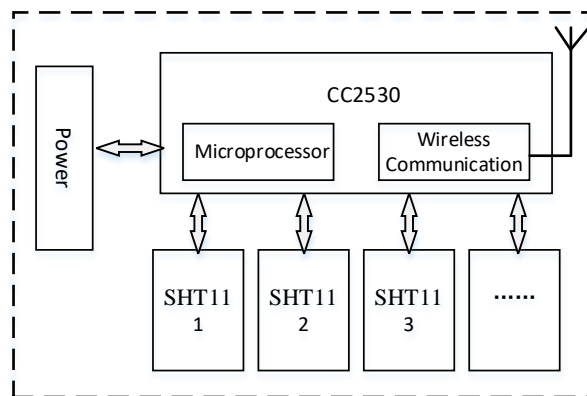 CC2530
Power
Microprocessor
Wireless
Communication
SHT11
1
SHT11
2
SHT11
3
......